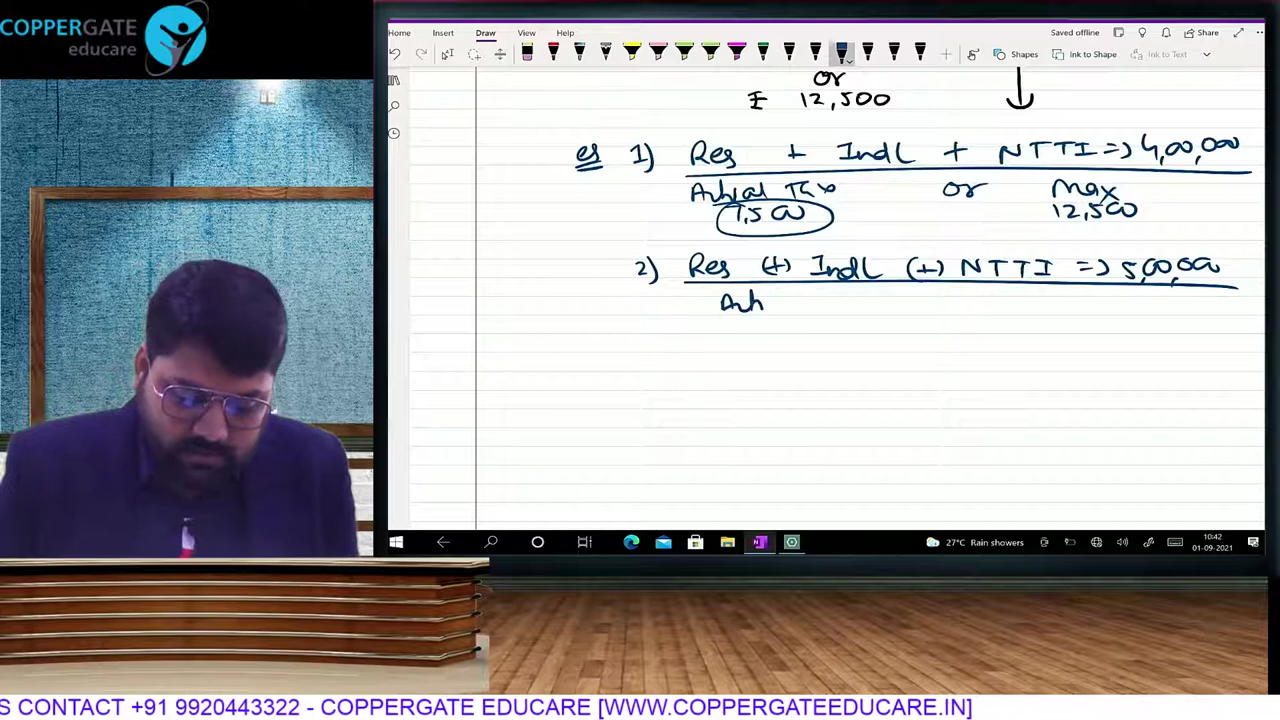 COPPERGATE
educare
Home Insert Draw View Help
Saved offline
Share
Shapes
Ink to Shape
Ink to Text
or
₹ 12,500
eg 1) Res + Indl + NTTI => 4,00,000
Actual Tax or Max
7,500 12,500
2) Res (+) Indl (+) NTTI => 5,00,000
Ach
27°C Rain showers
10:42
01-09-2021
S CONTACT +91 9920443322 - COPPERGATE EDUCARE [WWW.COPPERGATEEDUCARE.IN]